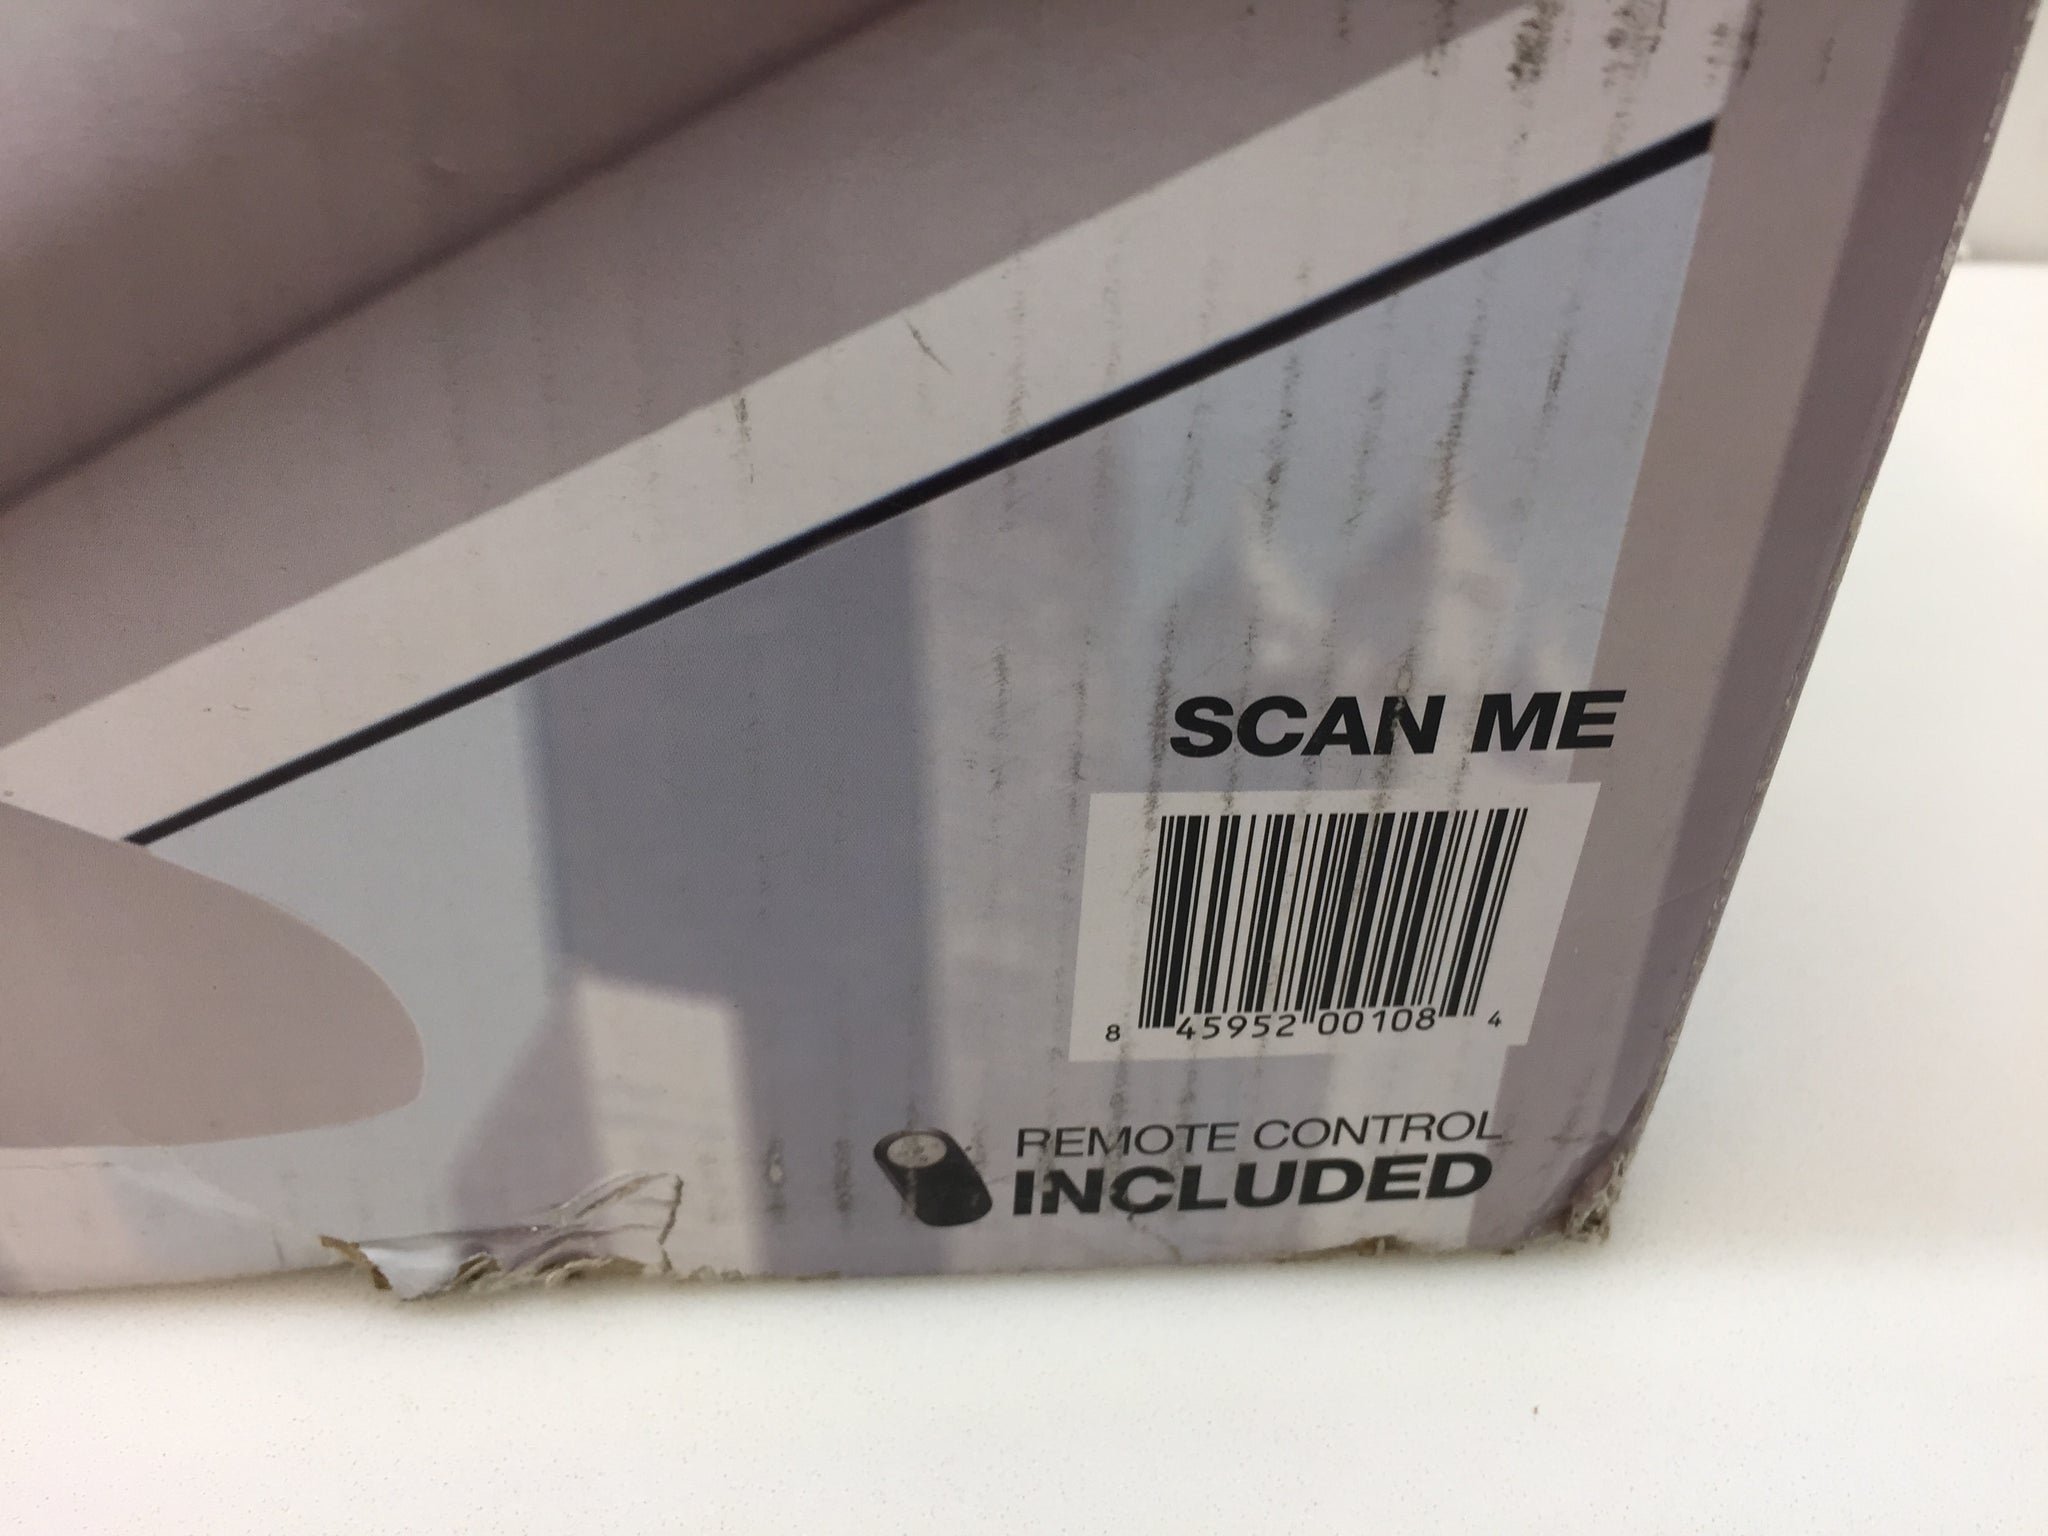 SCAN ME
8 45952 00108 4
REMOTE CONTROL
INCLUDED